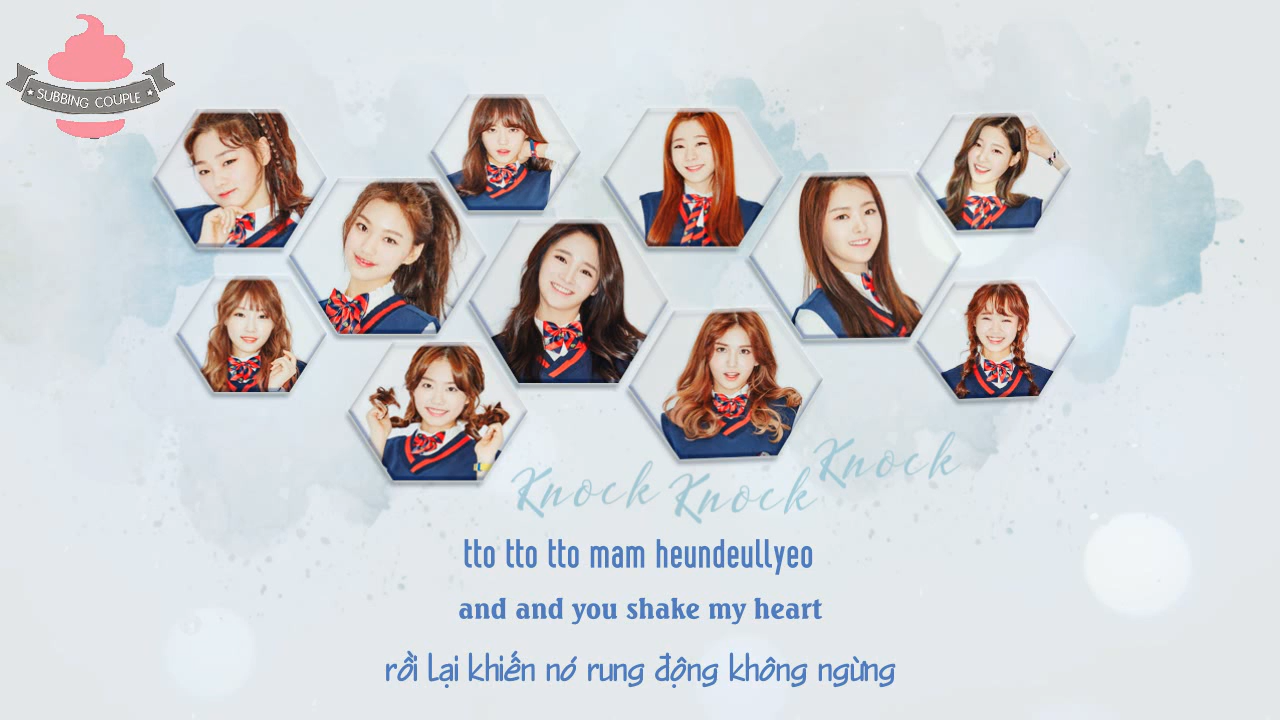 SUBBING COUPLE
Knock Knock Knock
tto tto tto mam heundeullyeo
and and you shake my heart
rồi lại khiến nó rung động không ngừng